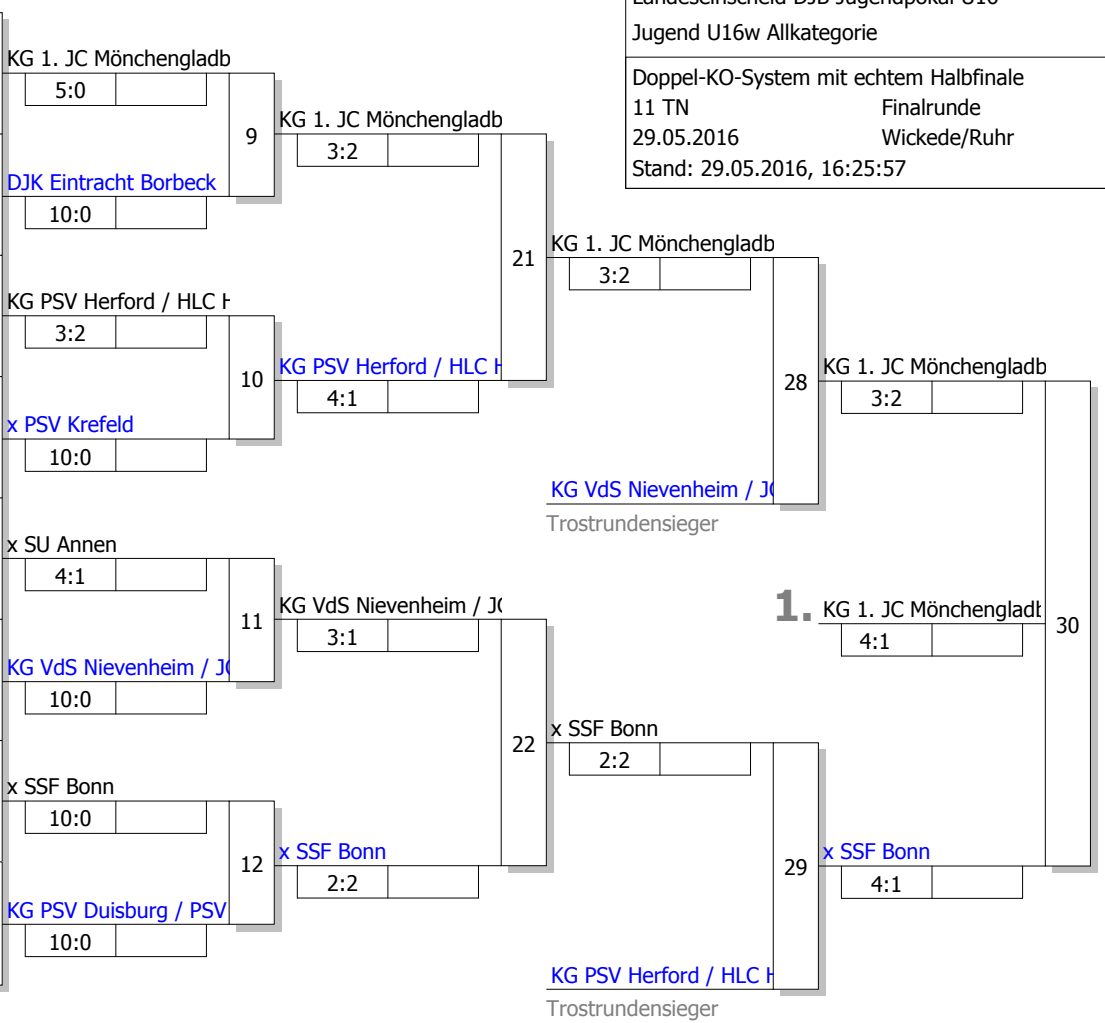 Landeseinscheid DJB Jugendpokal U16
Jugend U16w Allkategorie
Doppel-KO-System mit echtem Halbfinale
11 TN Finalrunde
29.05.2016 Wickede/Ruhr
Stand: 29.05.2016, 16:25:57
KG 1. JC Mönchengladb
5:0
9
DJK Eintracht Borbeck
10:0
KG PSV Herford / HLC H
3:2
10
x PSV Krefeld
10:0
x SU Annen
4:1
11
KG VdS Nievenheim / JC
10:0
x SSF Bonn
10:0
12
KG PSV Duisburg / PSV
10:0
KG 1. JC Mönchengladb
3:2
21
KG PSV Herford / HLC H
4:1
KG VdS Nievenheim / JC
3:1
22
x SSF Bonn
2:2
KG 1. JC Mönchengladb
3:2
28
KG VdS Nievenheim / JC
Trostrundensieger
x SSF Bonn
2:2
29
KG PSV Herford / HLC H
Trostrundensieger
KG 1. JC Mönchengladb
3:2
30
1. KG 1. JC Mönchengladb
4:1
x SSF Bonn
4:1